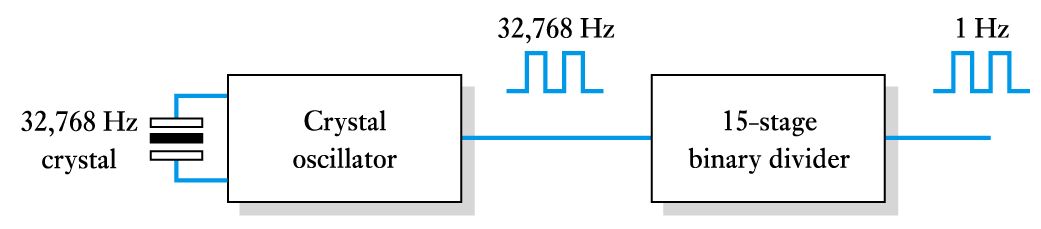 32,768 Hz
crystal
Crystal
oscillator
32,768 Hz
15-stage
binary divider
1 Hz